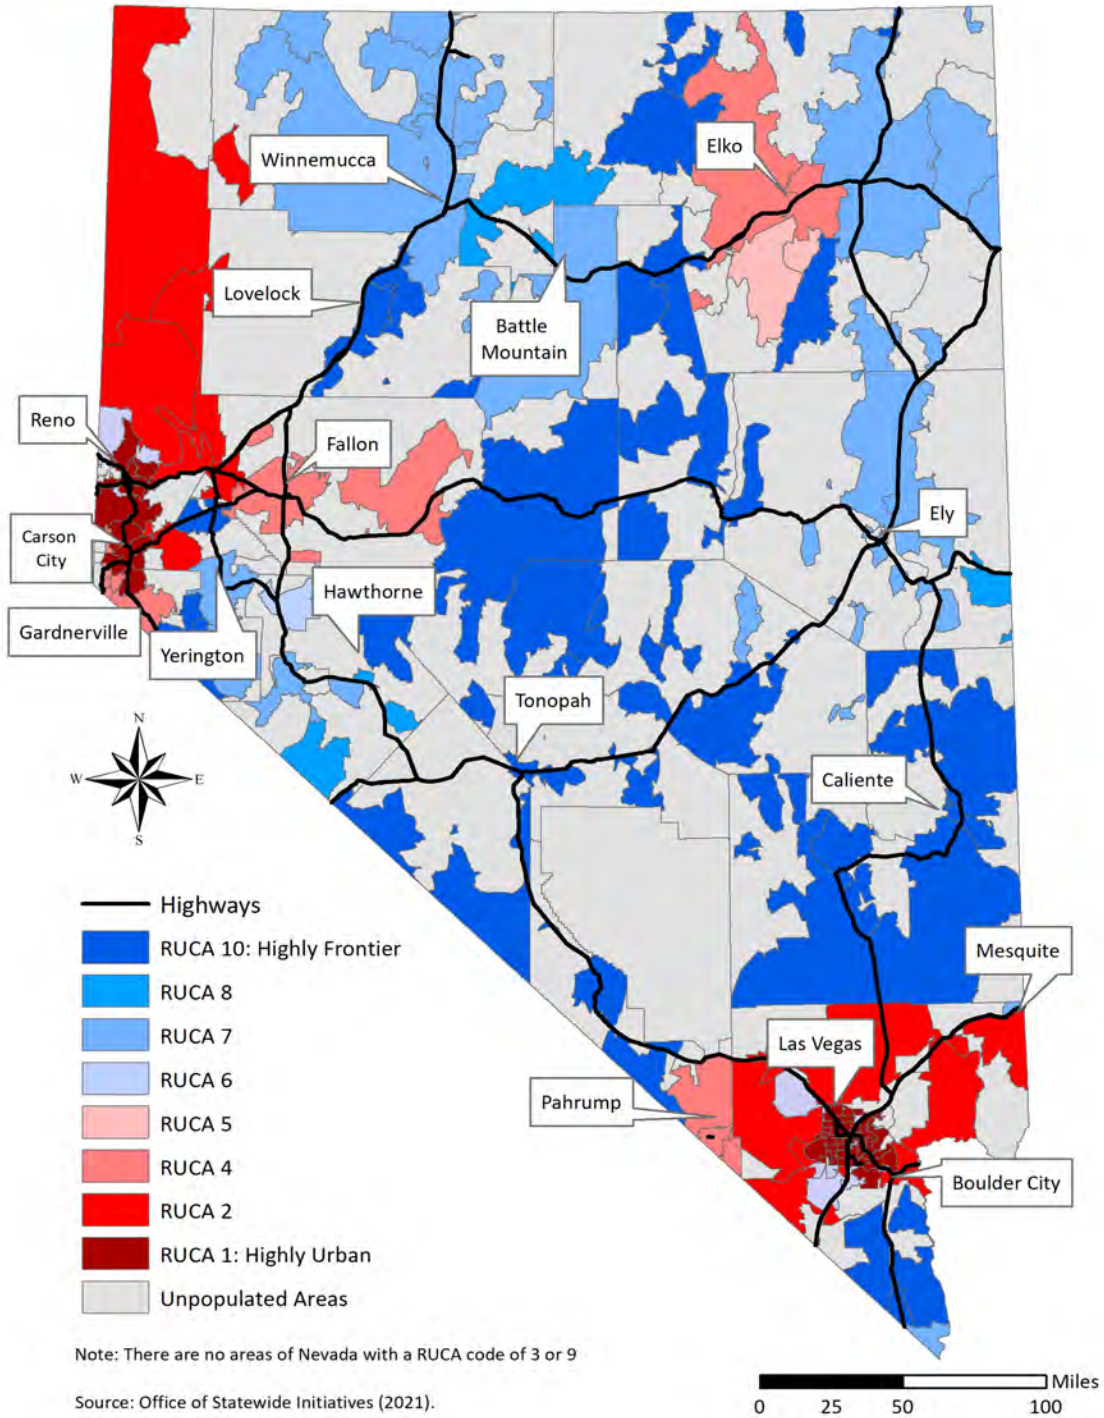 Winnemucca
Elko
Lovelock
Battle
Mountain
Reno
Fallon
Carson
City
Ely
Hawthorne
Gardnerville
Yerington
Tonopah
N
W
E
S
Caliente
Highways
RUCA 10: Highly Frontier
RUCA 8
RUCA 7
RUCA 6
RUCA 5
RUCA 4
RUCA 2
RUCA 1: Highly Urban
Unpopulated Areas
Mesquite
Las Vegas
Pahrump
Boulder City
Note: There are no areas of Nevada with a RUCA code of 3 or 9
Source: Office of Statewide Initiatives (2021).
Miles
0 25 50 100